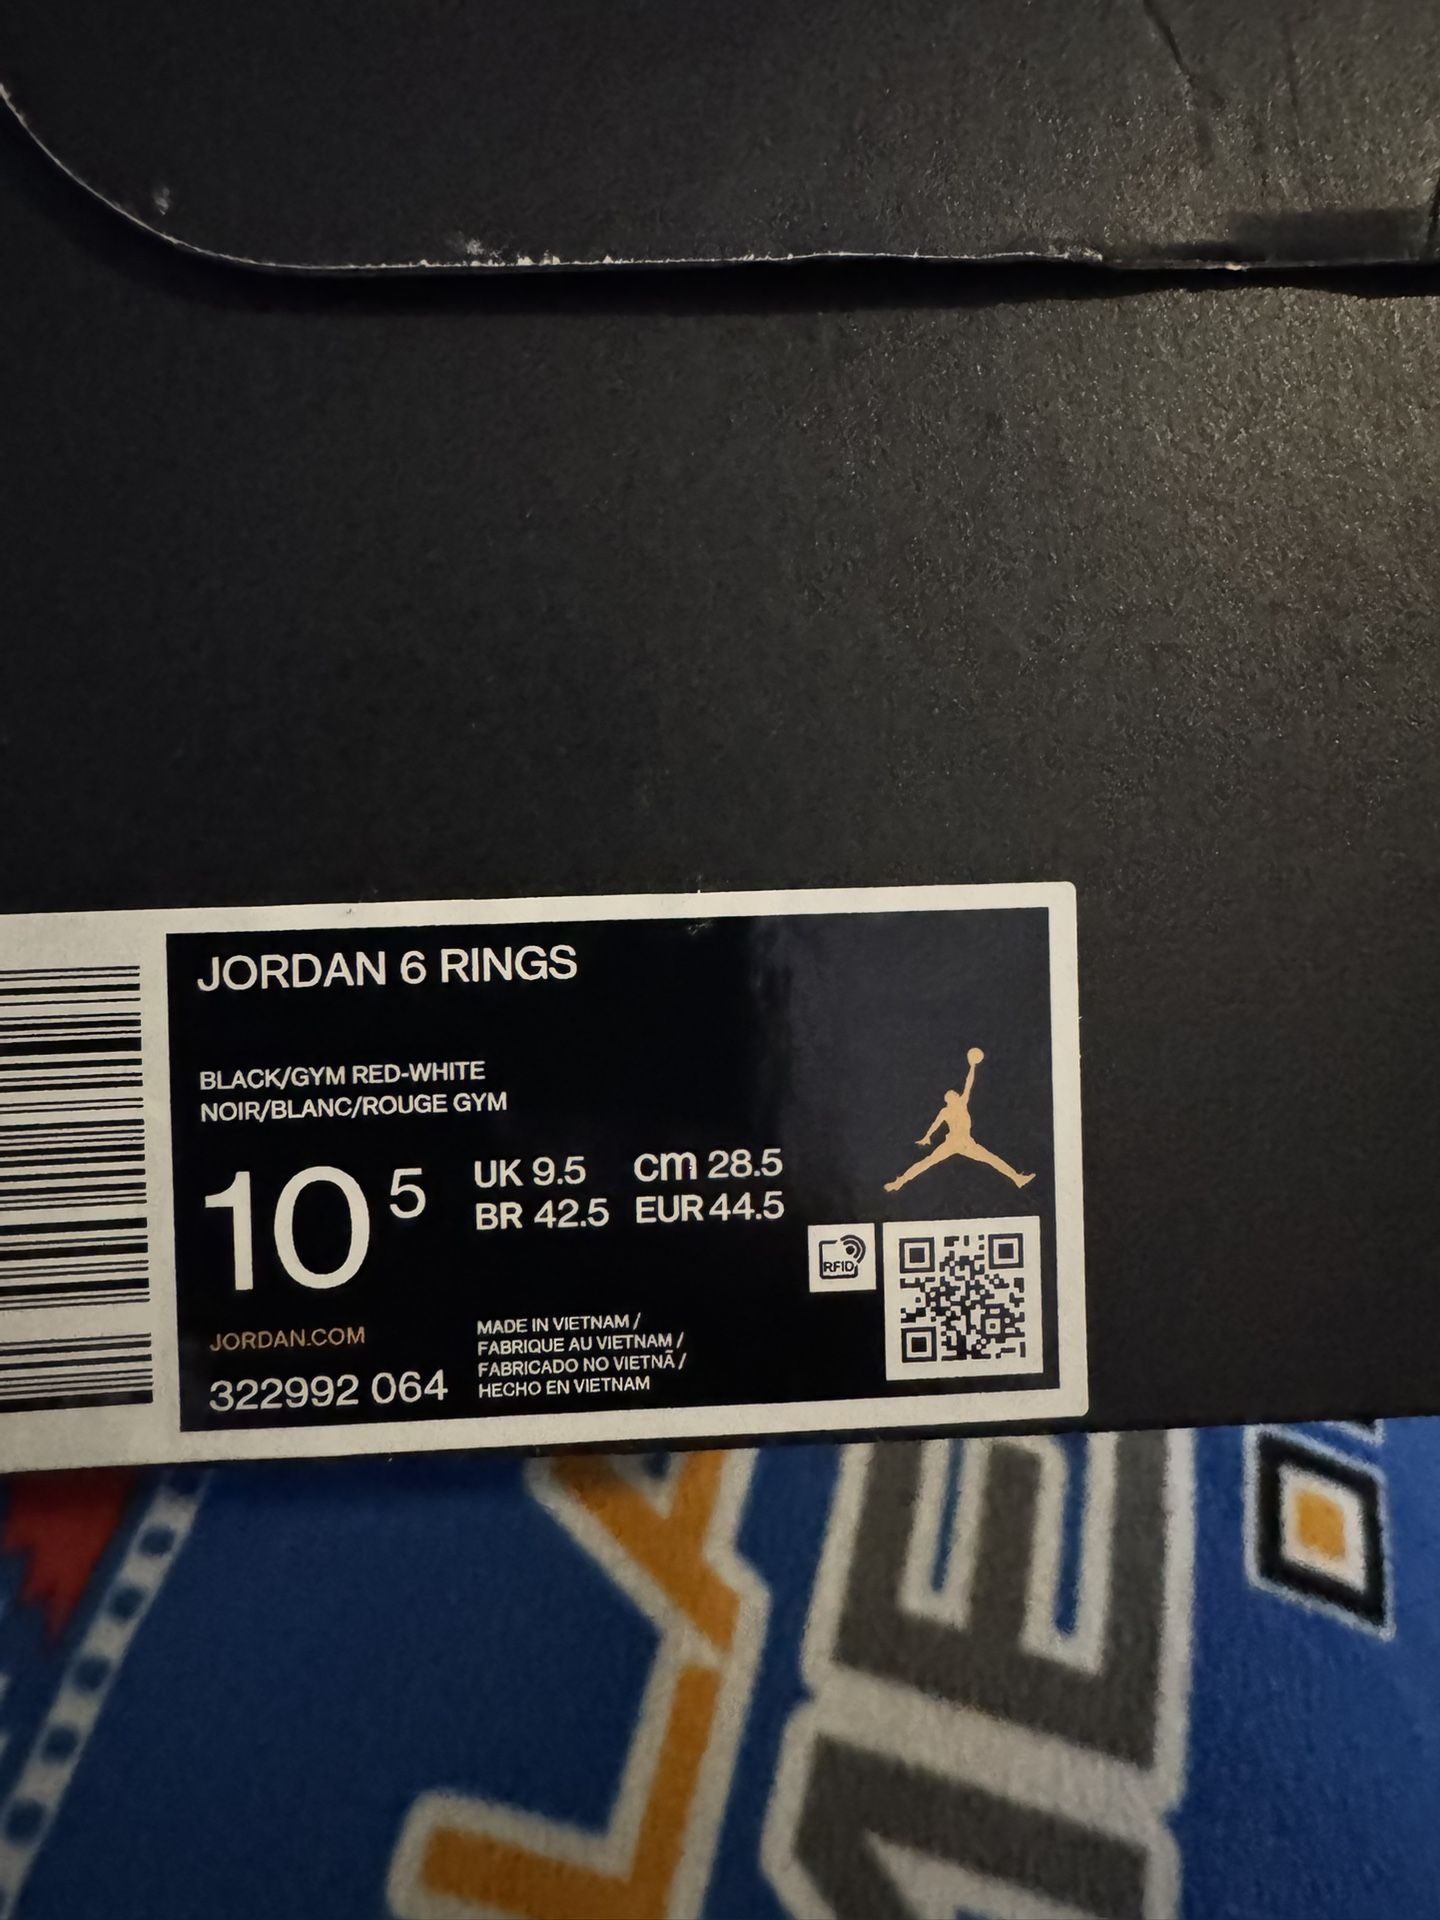 JORDAN 6 RINGS
BLACK/GYM RED-WHITE
NOIR/BLANC/ROUGE GYM
10 5
UK 9.5 cm 28.5
BR 42.5 EUR 44.5
RFID
JORDAN.COM
322992 064
MADE IN VIETNAM /
FABRIQUE AU VIETNAM /
FABRICADO NO VIETNÃ /
HECHO EN VIETNAM